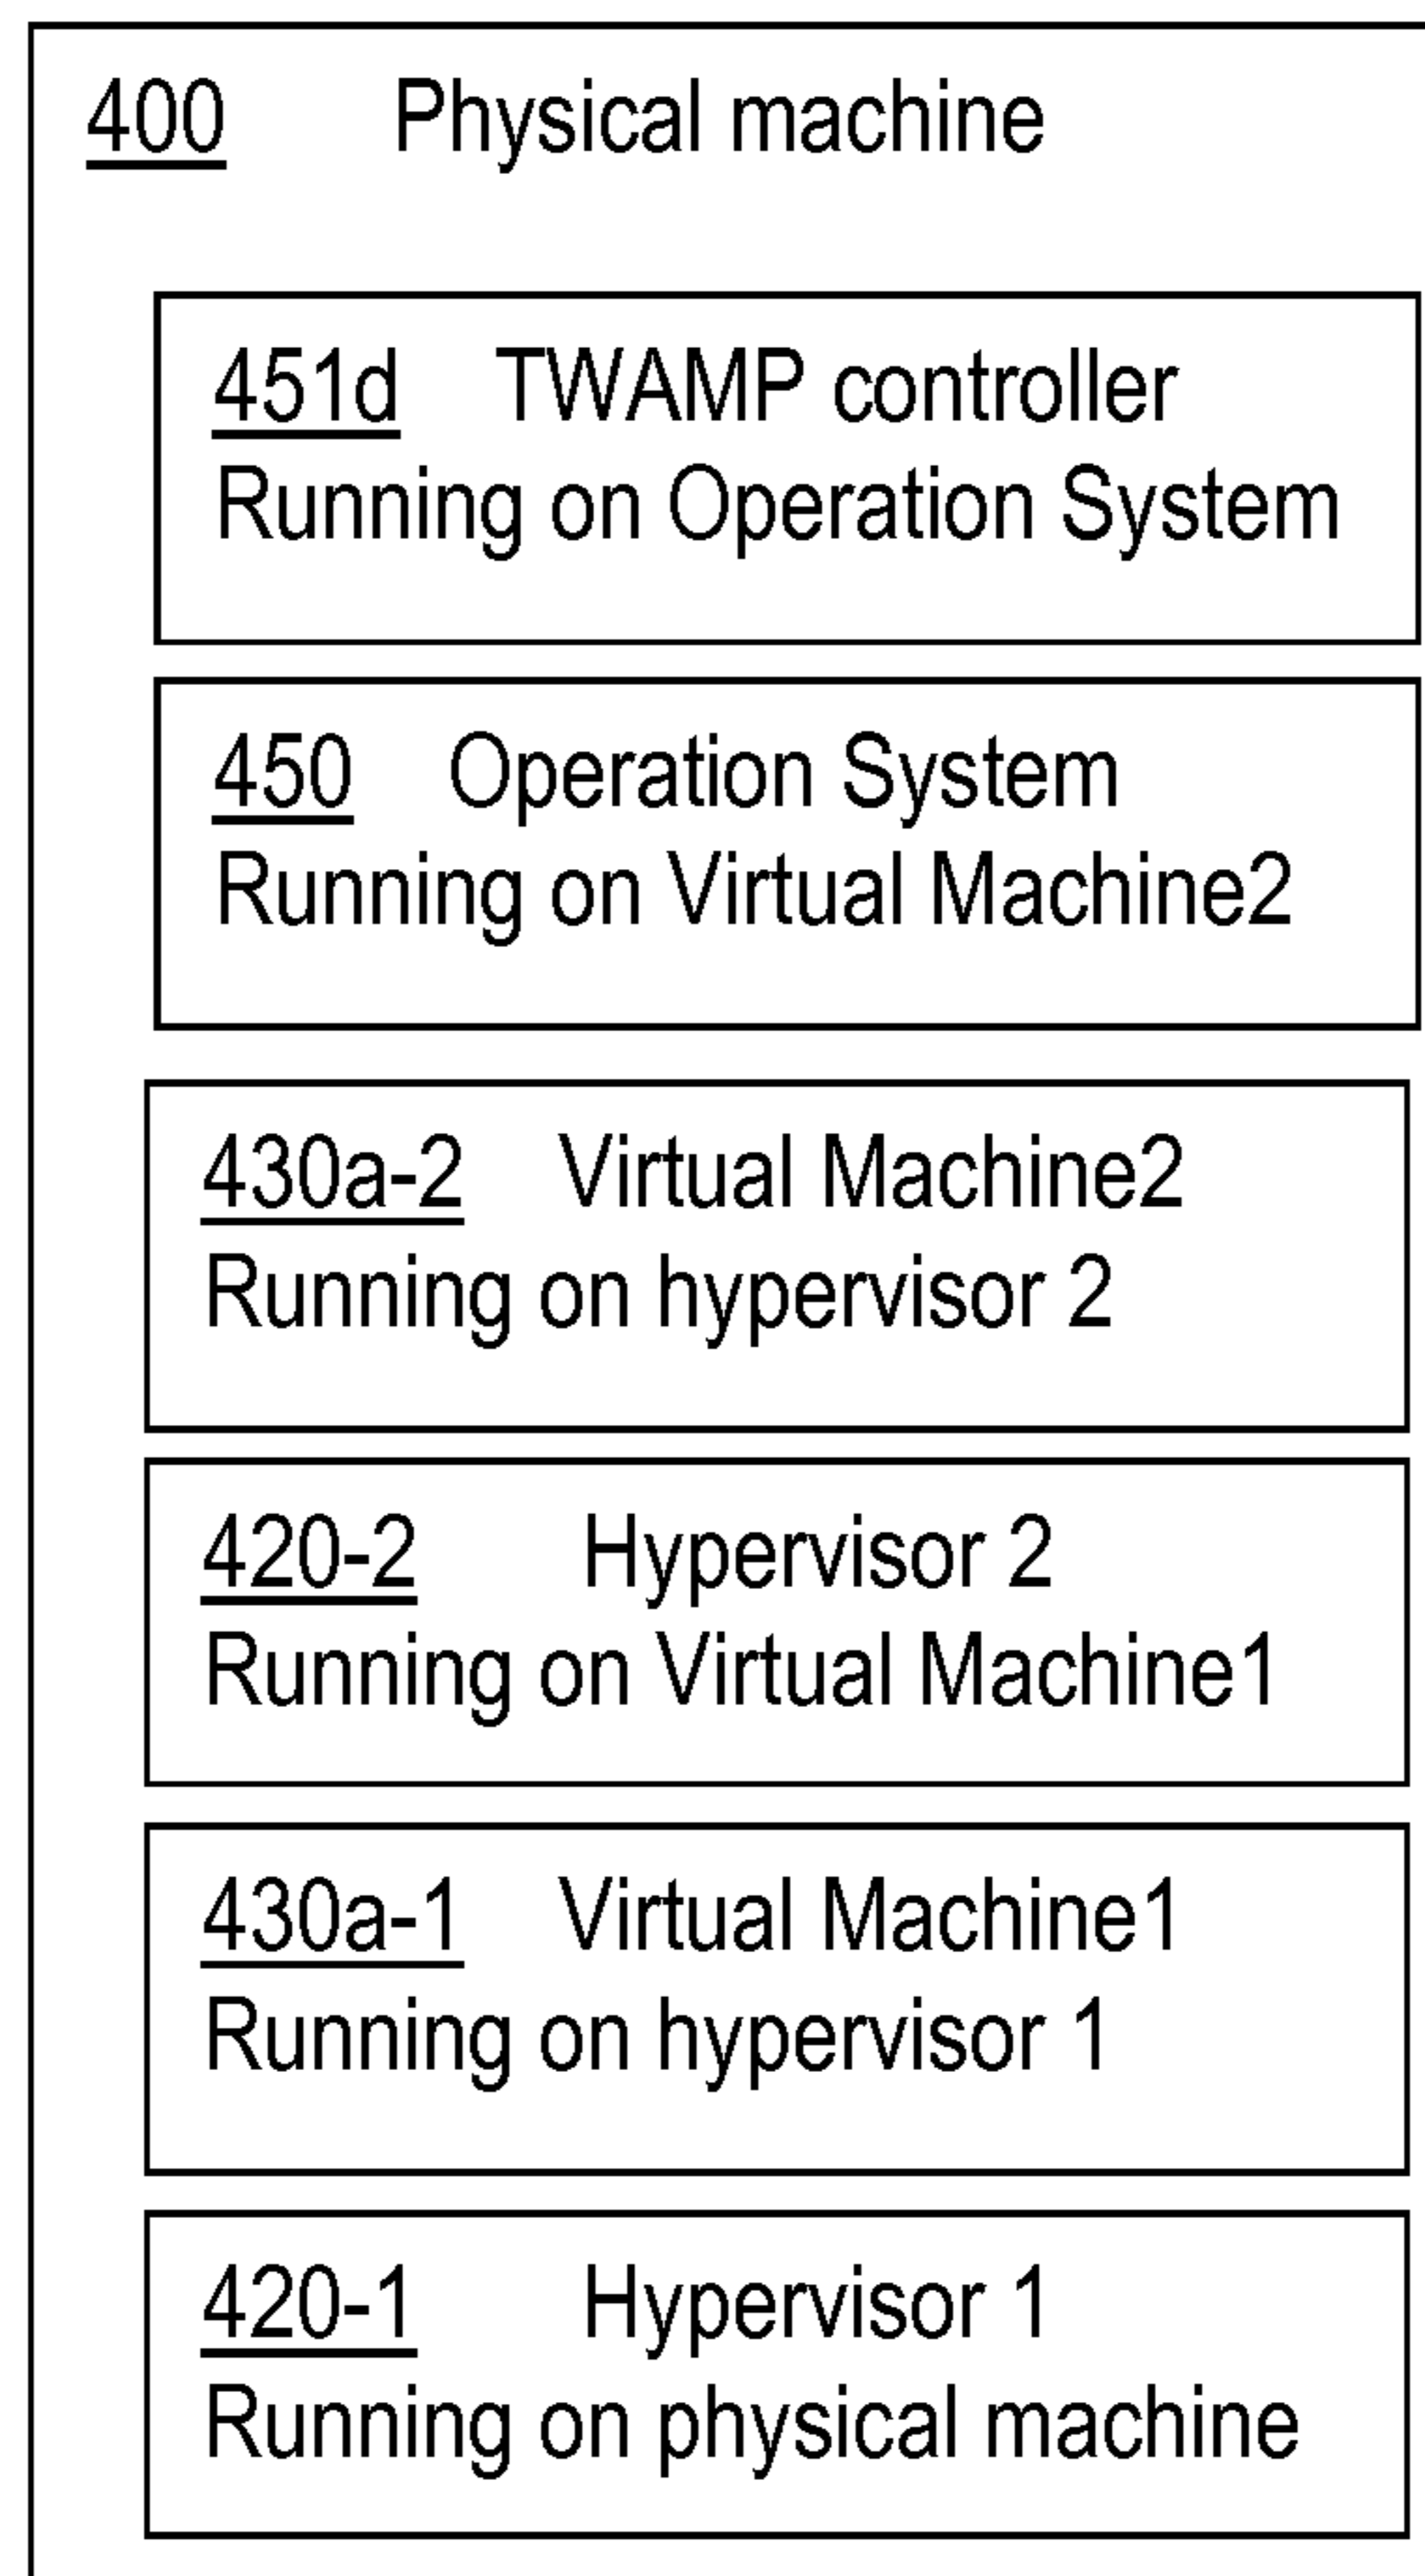 400 Physical machine
451d TWAMP controller
Running on Operation System
450 Operation System
Running on Virtual Machine2
430a-2 Virtual Machine2
Running on hypervisor 2
420-2 Hypervisor 2
Running on Virtual Machine1
430a-1 Virtual Machine1
Running on hypervisor 1
420-1 Hypervisor 1
Running on physical machine